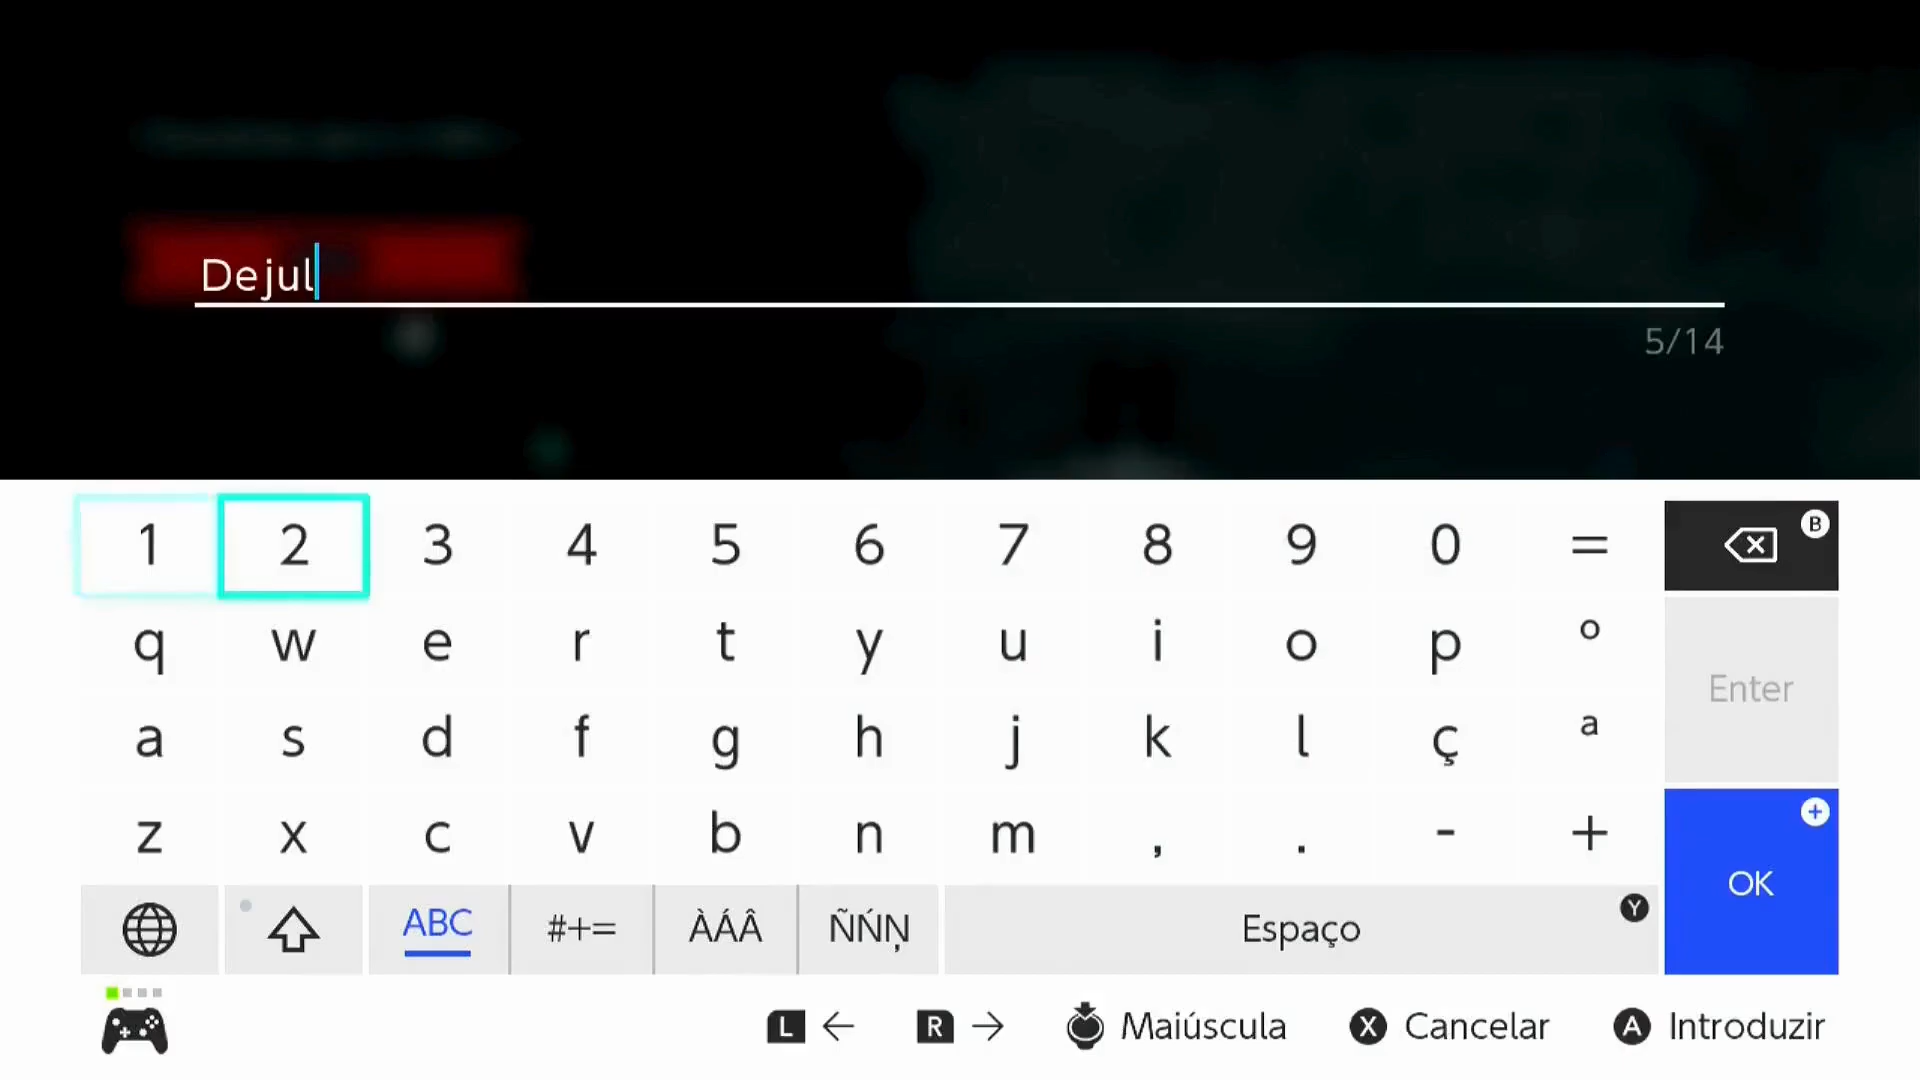 Dejul
5/14
1 2 3 4 5 6 7 8 9 0 = B
q w e r t y u i o p º Enter
a s d f g h j k l ç ª
z x c v b n m , . - + OK
ABC #+= ÀÁÂ ÑŃŅ Espaço Y
L ← R → Maiúscula X Cancelar A Introduzir